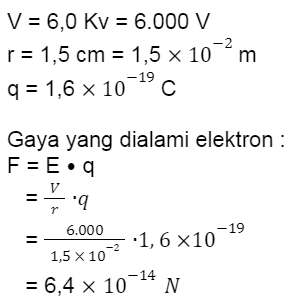 V = 6,0 Kv = 6.000 V
r = 1,5 cm = 1,5 × 10⁻² m
q = 1,6 × 10⁻¹⁹ C
Gaya yang dialami elektron :
F = E • q
= V/r ·q
= 6.000/1,5 × 10⁻² ·1, 6 ×10⁻¹⁹
= 6,4 × 10⁻¹⁴ N